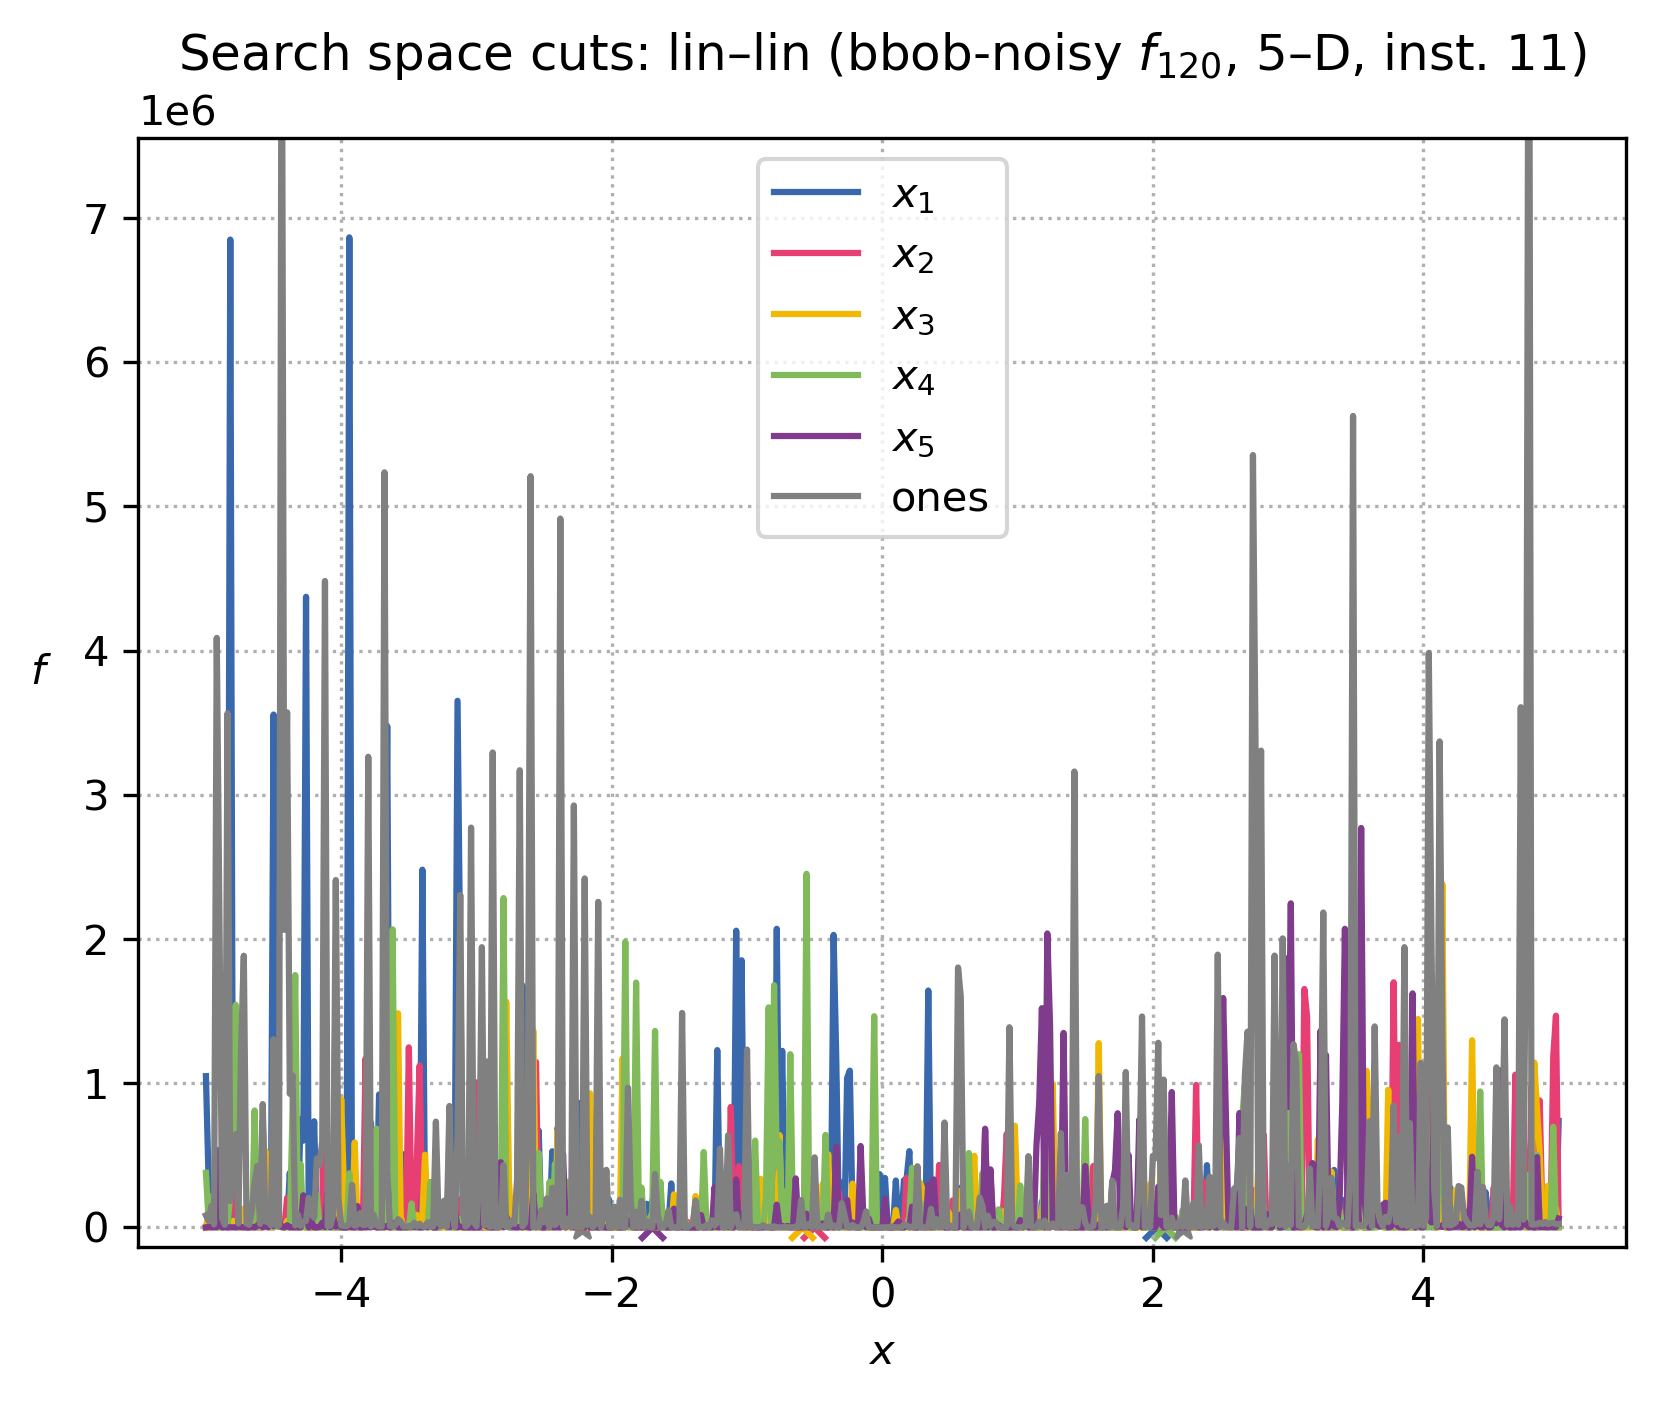 Search space cuts: lin–lin (bbob-noisy f₁₂₀, 5–D, inst. 11)
1e6
7
6
5
4
3
2
1
0
f
x₁
x₂
x₃
x₄
x₅
ones
−4
−2
0
2
4
x